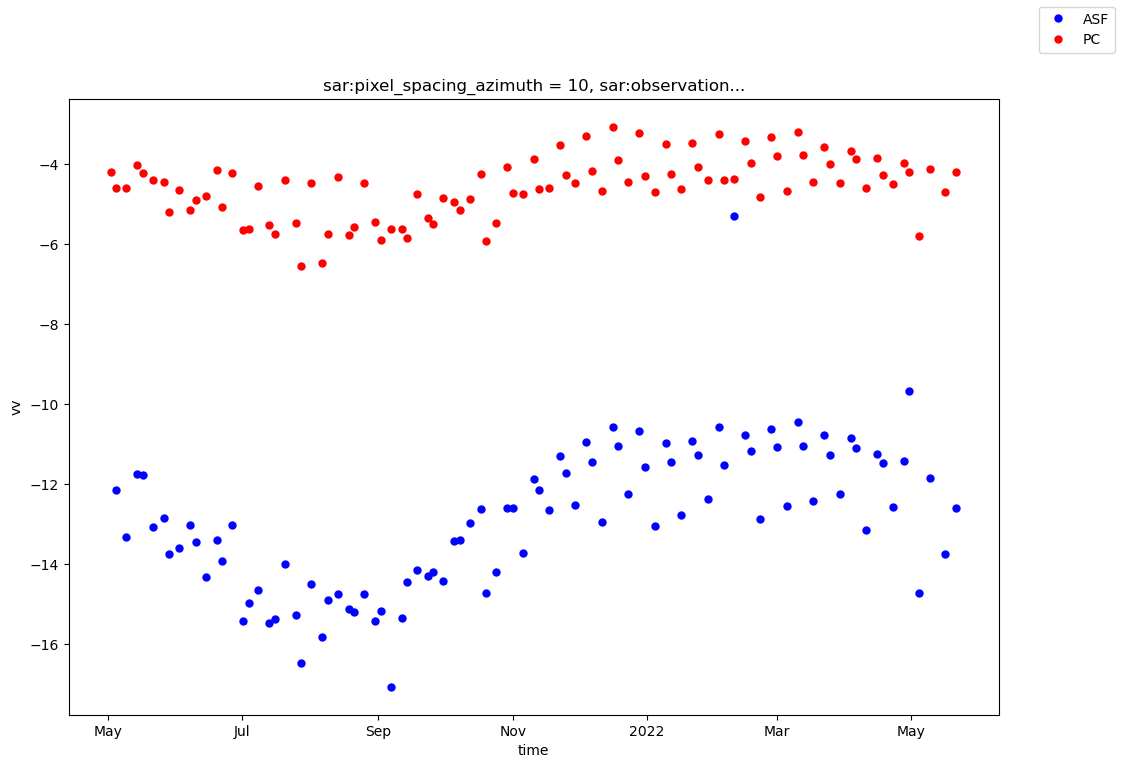 ASF
PC
sar:pixel_spacing_azimuth = 10, sar:observation...
−4
−6
−8
−10
−12
−14
−16
vv
May
Jul
Sep
Nov
2022
Mar
May
time